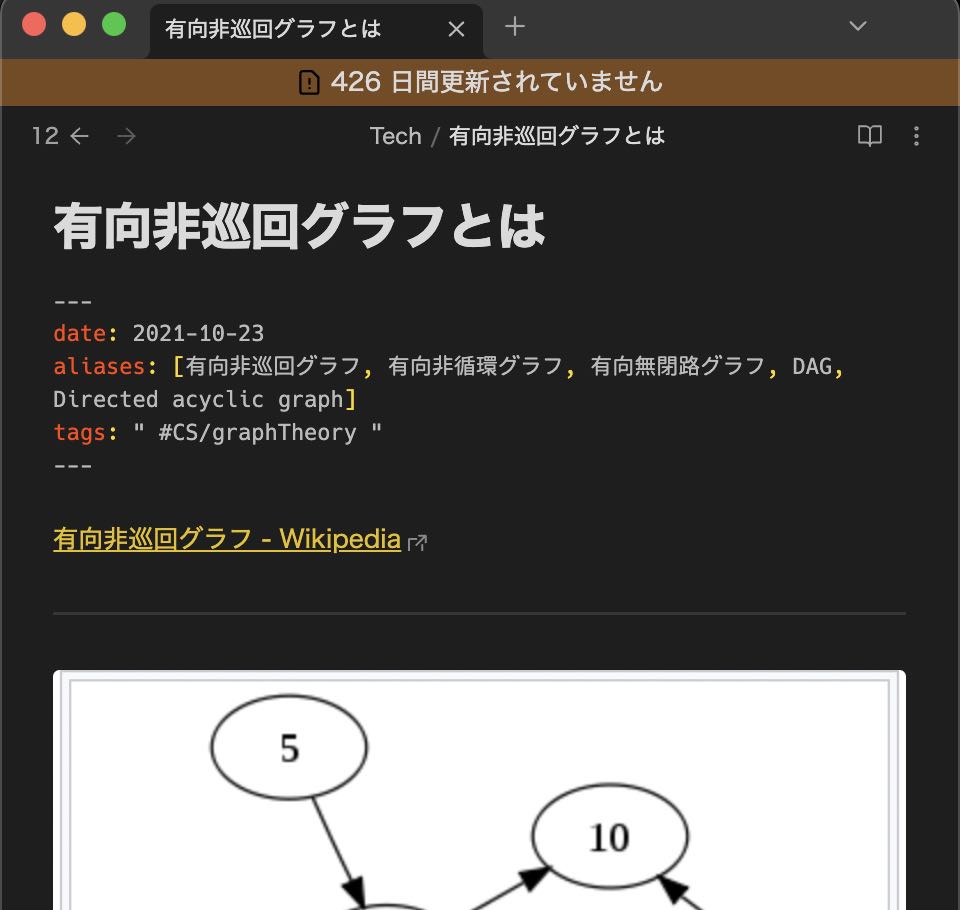 有向非巡回グラフとは
426 日間更新されていません
12
Tech / 有向非巡回グラフとは
有向非巡回グラフとは
---
date: 2021-10-23
aliases: [有向非巡回グラフ, 有向非循環グラフ, 有向無閉路グラフ, DAG,
Directed acyclic graph]
tags: " #CS/graphTheory "
---
有向非巡回グラフ - Wikipedia
5
10